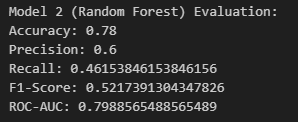 Model 2 (Random Forest) Evaluation:
Accuracy: 0.78
Precision: 0.6
Recall: 0.46153846153846156
F1-Score: 0.5217391304347826
ROC-AUC: 0.7988565488565489